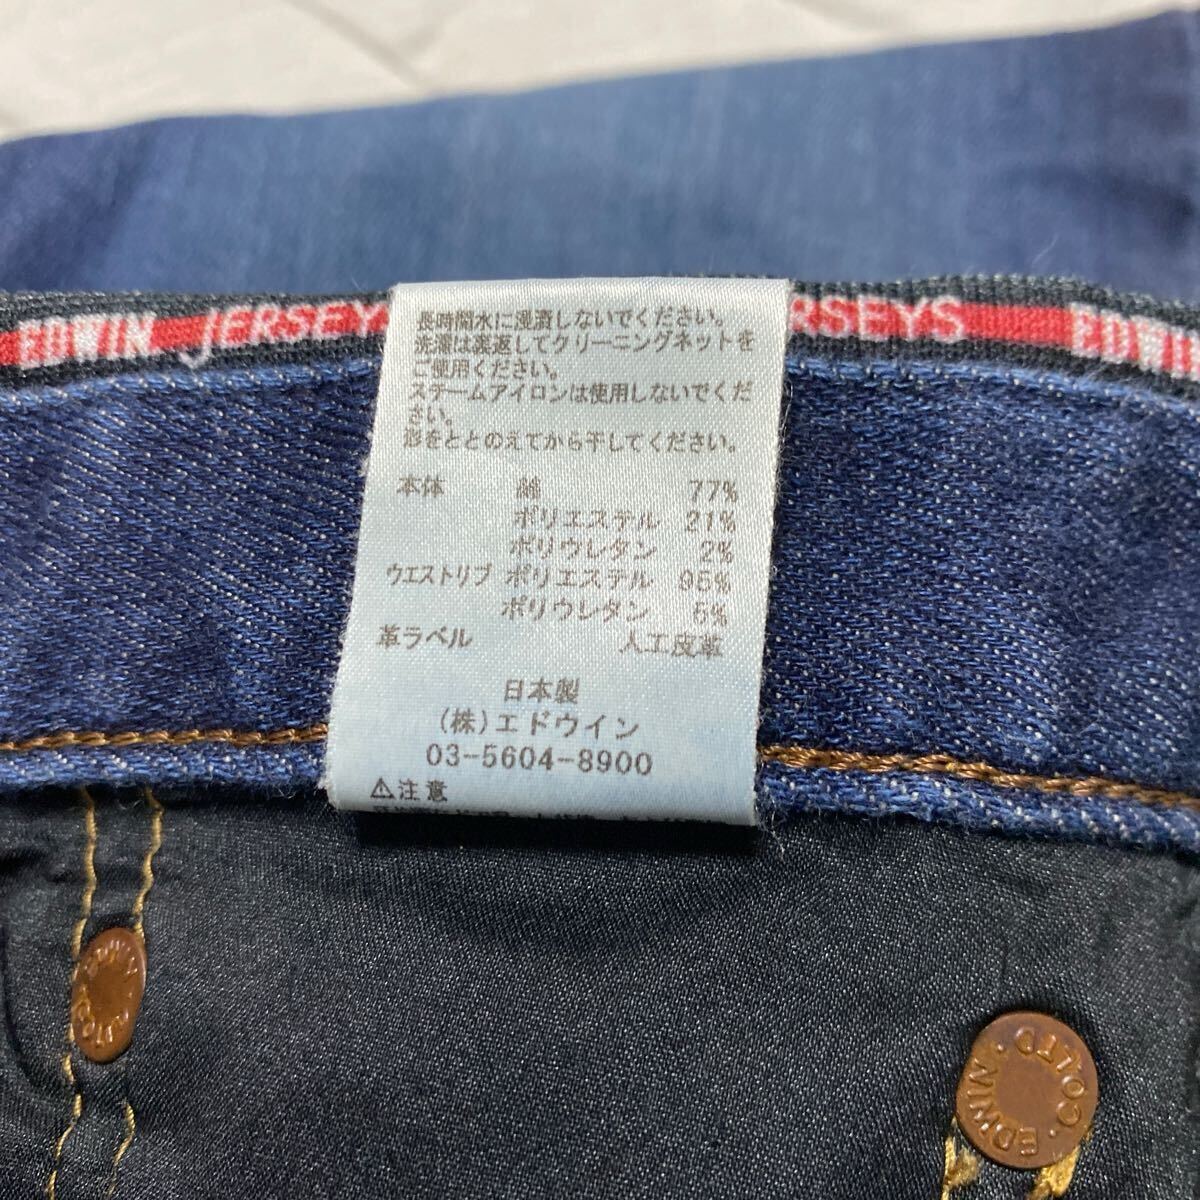 EDWIN JERSEYS
RSEYS EDWIN
長時間水に浸漬しないでください。
洗濯は裏返してクリーニングネットを
ご使用ください。
スチームアイロンは使用しないでくだ
さい。
形をととのえてから干してください。
本体 綿 77%
ポリエステル 21%
ポリウレタン 2%
ウエストリブ ポリエステル 95%
ポリウレタン 5%
革ラベル 人工皮革
日本製
(株)エドウイン
03-5604-8900
⚠注意
EDWIN・CO.LTD・